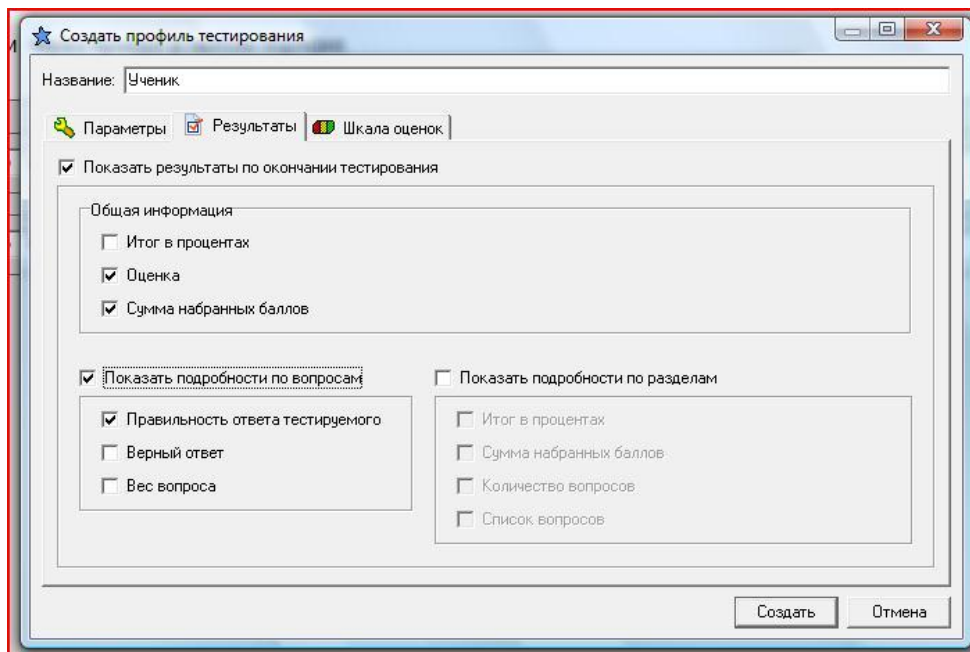 Создать профиль тестирования
Название: Ученик
Параметры Результаты Шкала оценок
Показать результаты по окончании тестирования
Общая информация
Итог в процентах
Оценка
Сумма набранных баллов
Показать подробности по вопросам
Правильность ответа тестируемого
Верный ответ
Вес вопроса
Показать подробности по разделам
Итог в процентах
Сумма набранных баллов
Количество вопросов
Список вопросов
Создать Отмена